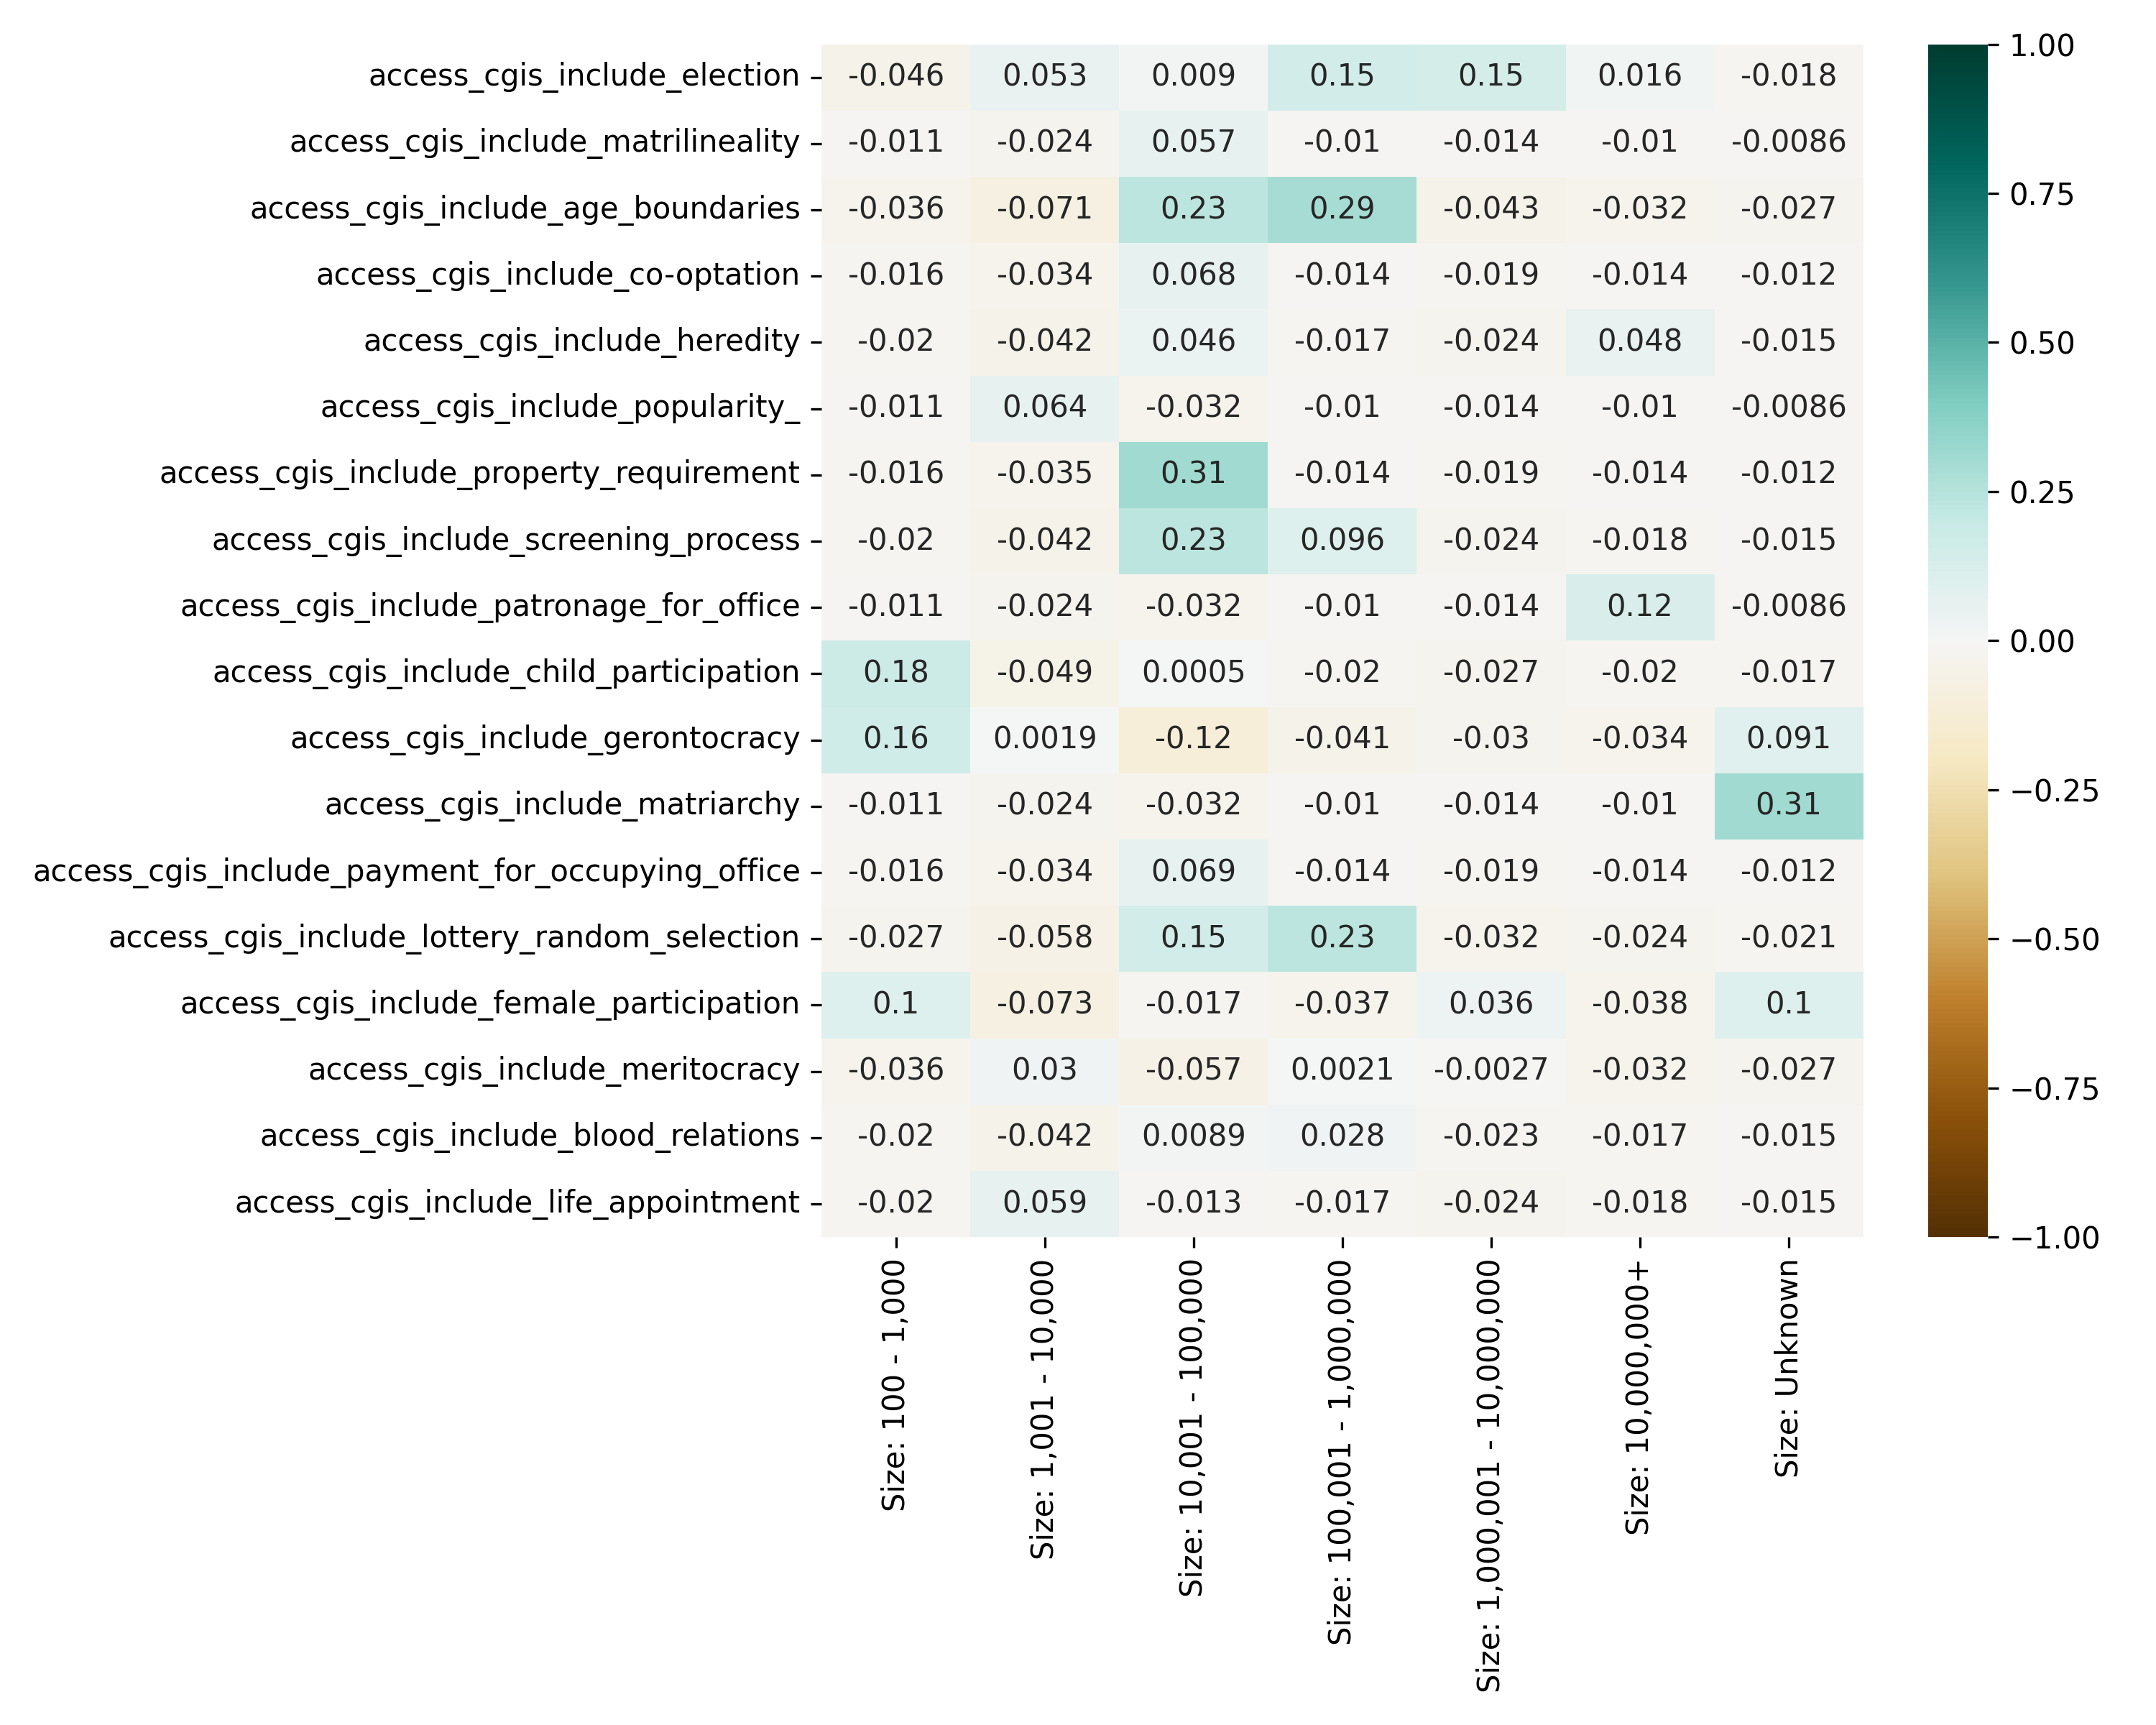 access_cgis_include_election -0.046 0.053 0.009 0.15 0.15 0.016 -0.018
access_cgis_include_matrilineality -0.011 -0.024 0.057 -0.01 -0.014 -0.01 -0.0086
access_cgis_include_age_boundaries -0.036 -0.071 0.23 0.29 -0.043 -0.032 -0.027
access_cgis_include_co-optation -0.016 -0.034 0.068 -0.014 -0.019 -0.014 -0.012
access_cgis_include_heredity -0.02 -0.042 0.046 -0.017 -0.024 0.048 -0.015
access_cgis_include_popularity_ -0.011 0.064 -0.032 -0.01 -0.014 -0.01 -0.0086
access_cgis_include_property_requirement -0.016 -0.035 0.31 -0.014 -0.019 -0.014 -0.012
access_cgis_include_screening_process -0.02 -0.042 0.23 0.096 -0.024 -0.018 -0.015
access_cgis_include_patronage_for_office -0.011 -0.024 -0.032 -0.01 -0.014 0.12 -0.0086
access_cgis_include_child_participation 0.18 -0.049 0.0005 -0.02 -0.027 -0.02 -0.017
access_cgis_include_gerontocracy 0.16 0.0019 -0.12 -0.041 -0.03 -0.034 0.091
access_cgis_include_matriarchy -0.011 -0.024 -0.032 -0.01 -0.014 -0.01 0.31
access_cgis_include_payment_for_occupying_office -0.016 -0.034 0.069 -0.014 -0.019 -0.014 -0.012
access_cgis_include_lottery_random_selection -0.027 -0.058 0.15 0.23 -0.032 -0.024 -0.021
access_cgis_include_female_participation 0.1 -0.073 -0.017 -0.037 0.036 -0.038 0.1
access_cgis_include_meritocracy -0.036 0.03 -0.057 0.0021 -0.0027 -0.032 -0.027
access_cgis_include_blood_relations -0.02 -0.042 0.0089 0.028 -0.023 -0.017 -0.015
access_cgis_include_life_appointment -0.02 0.059 -0.013 -0.017 -0.024 -0.018 -0.015
Size: 100 - 1,000
Size: 1,001 - 10,000
Size: 10,001 - 100,000
Size: 100,001 - 1,000,000
Size: 1,000,001 - 10,000,000
Size: 10,000,000+
Size: Unknown
1.00
0.75
0.50
0.25
0.00
−0.25
−0.50
−0.75
−1.00